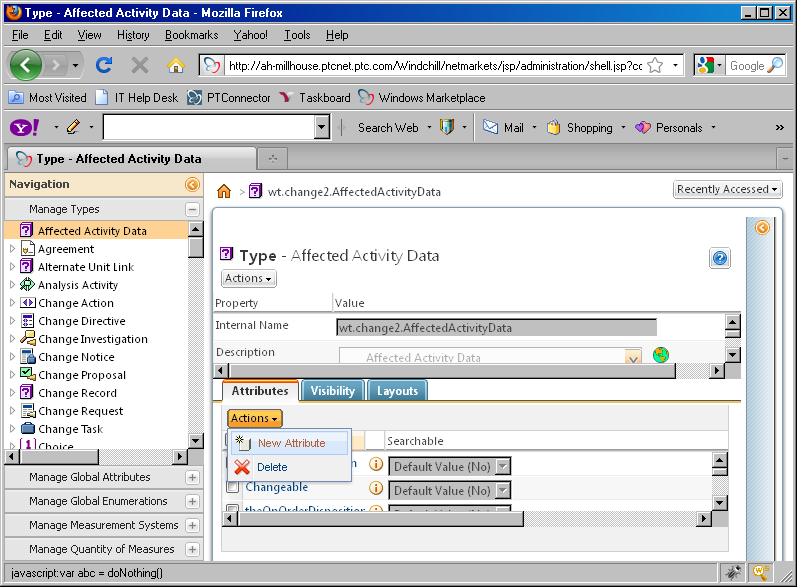 Type - Affected Activity Data - Mozilla Firefox
File Edit View History Bookmarks Yahoo! Tools Help
http://ah-millhouse.ptcnet.ptc.com/Windchill/netmarkets/jsp/administration/shell.jsp?cc Google
Most Visited IT Help Desk PTConnector Taskboard Windows Marketplace
Y! Search Web Mail Shopping Personals »
Type - Affected Activity Data
Navigation
Manage Types
Affected Activity Data
Agreement
Alternate Unit Link
Analysis Activity
Change Action
Change Directive
Change Investigation
Change Notice
Change Proposal
Change Record
Change Request
Change Task
Choice
Manage Global Attributes
Manage Global Enumerations
Manage Measurement Systems
Manage Quantity of Measures
> wt.change2.AffectedActivityData
Recently Accessed
Type - Affected Activity Data
Actions
Property Value
Internal Name wt.change2.AffectedActivityData
Description Affected Activity Data
Attributes Visibility Layouts
Actions
New Attribute
Delete
Searchable
Default Value (No)
Changeable Default Value (No)
theOnOrderDisposition
javascript:var abc = doNothing()